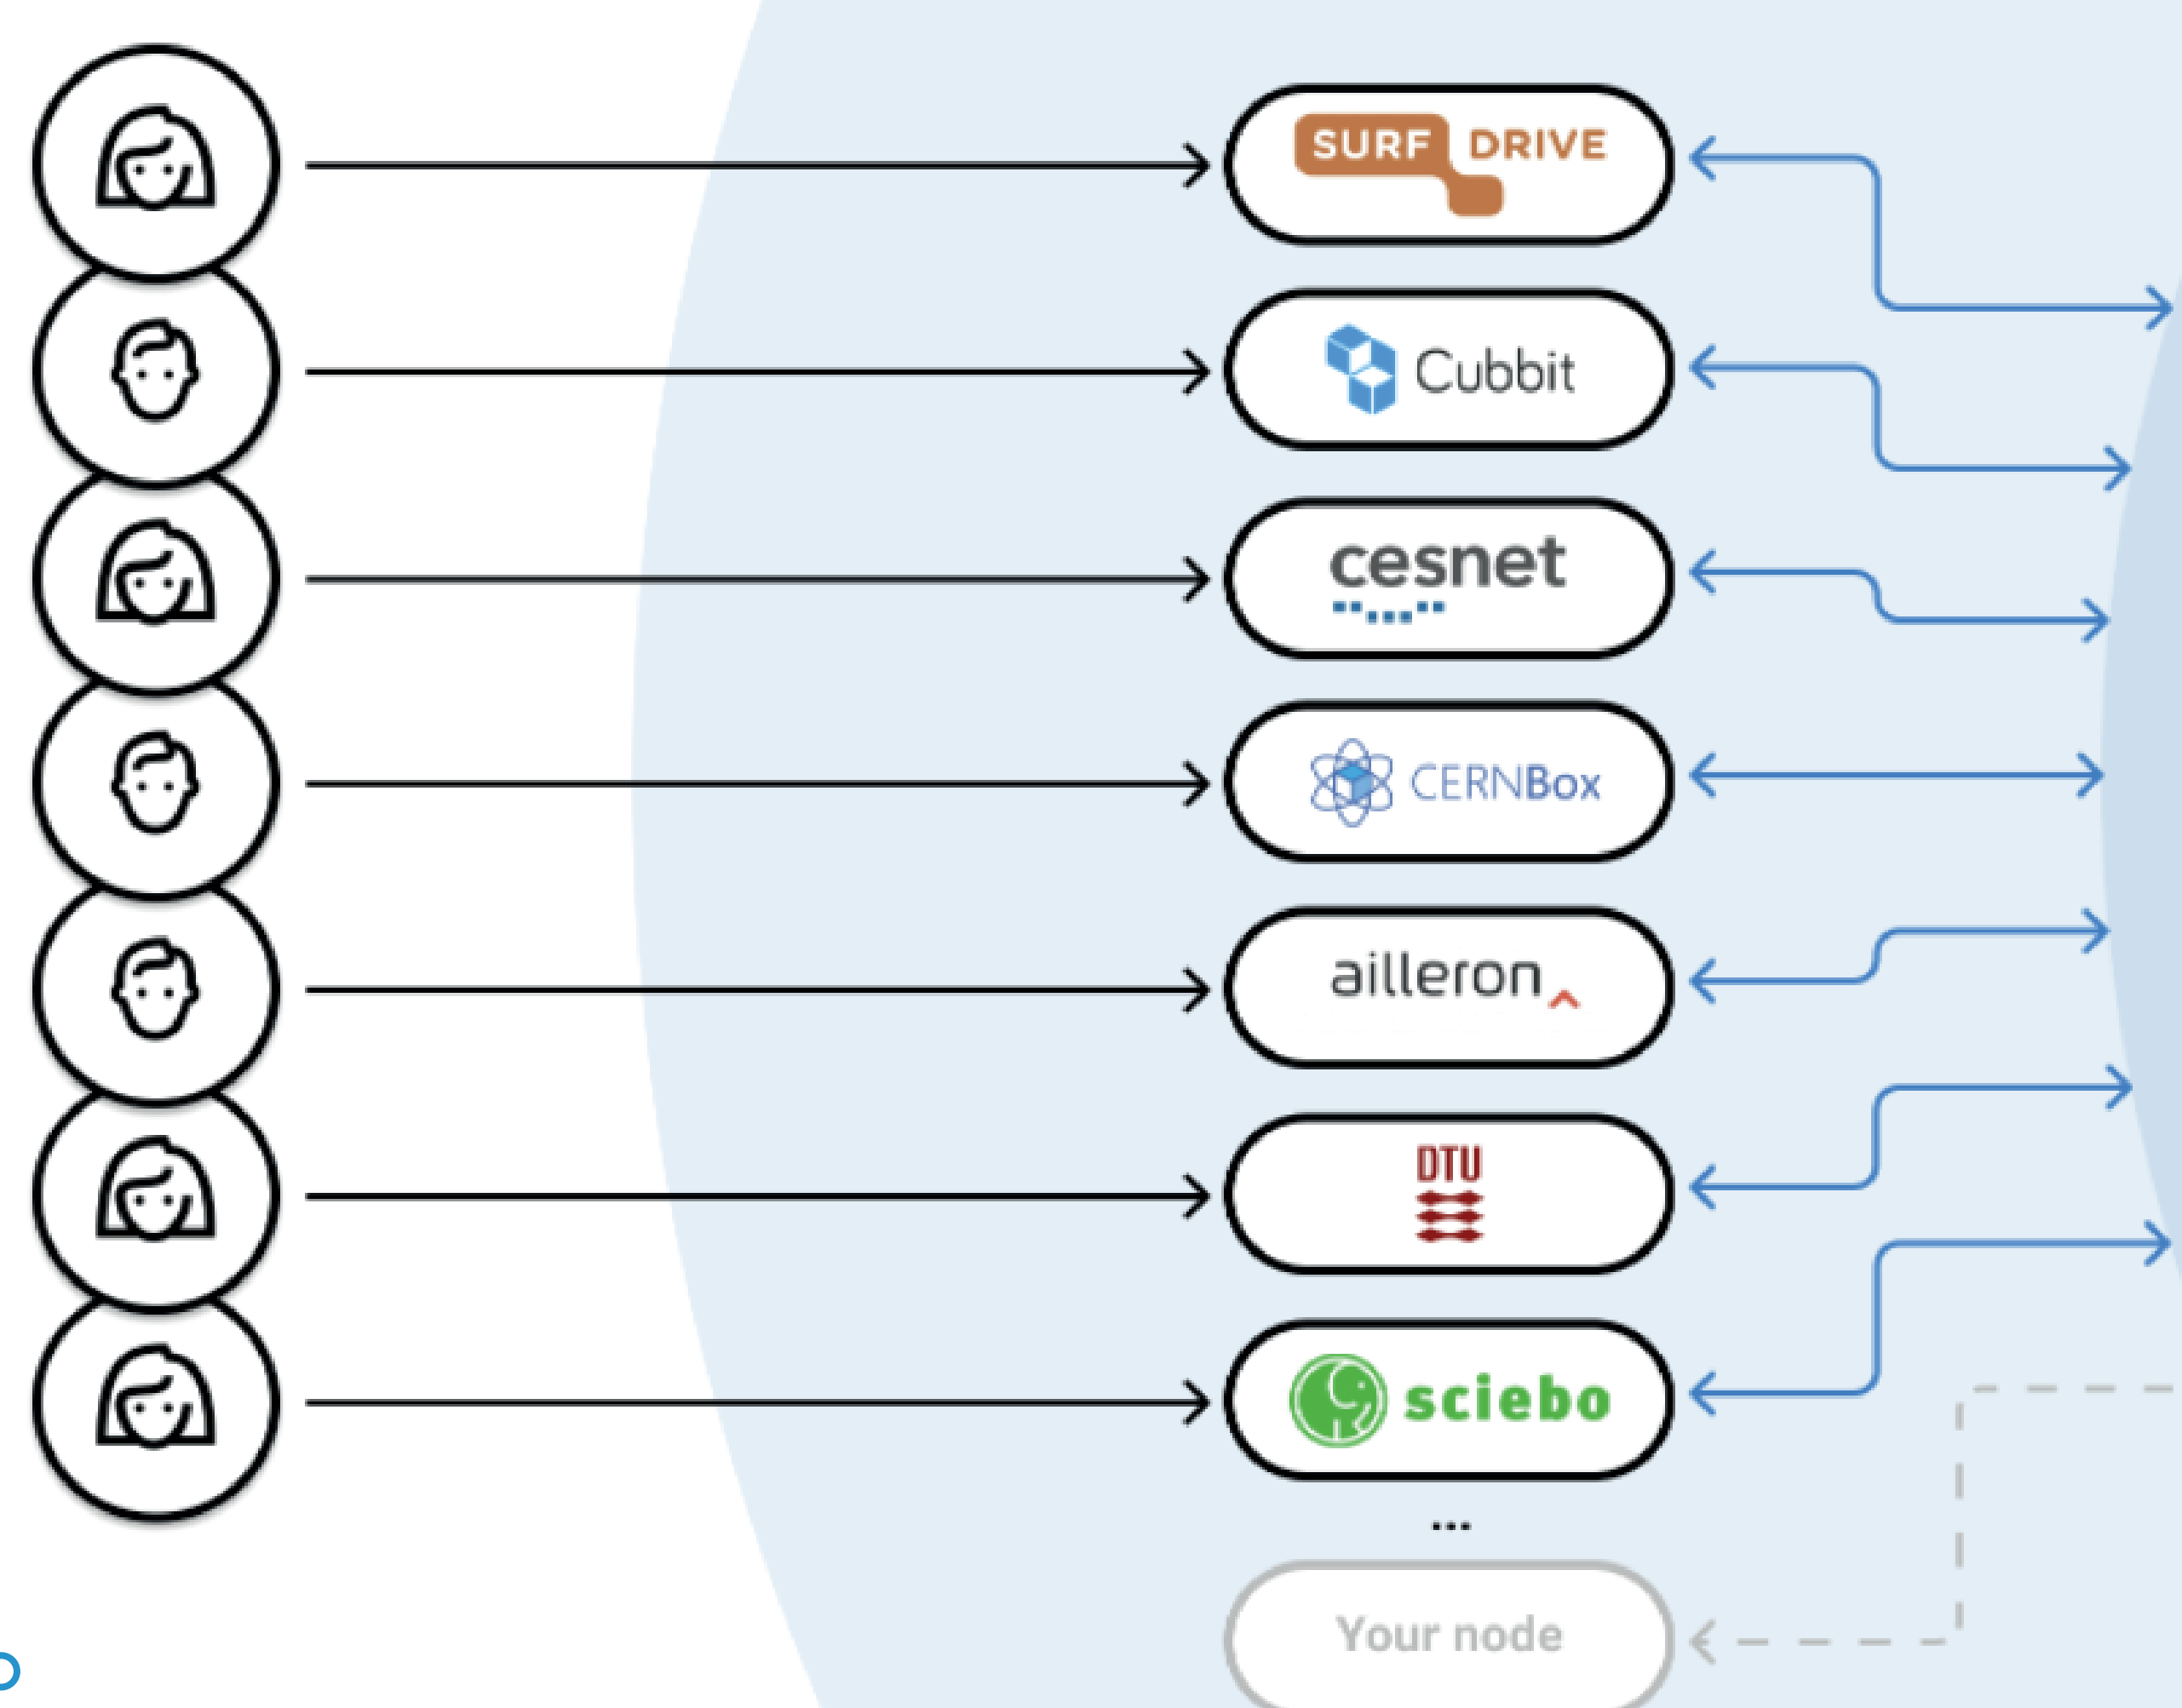 SURF DRIVE
Cubbit
cesnet
CERNBox
ailleron
DTU
sciebo
...
Your node